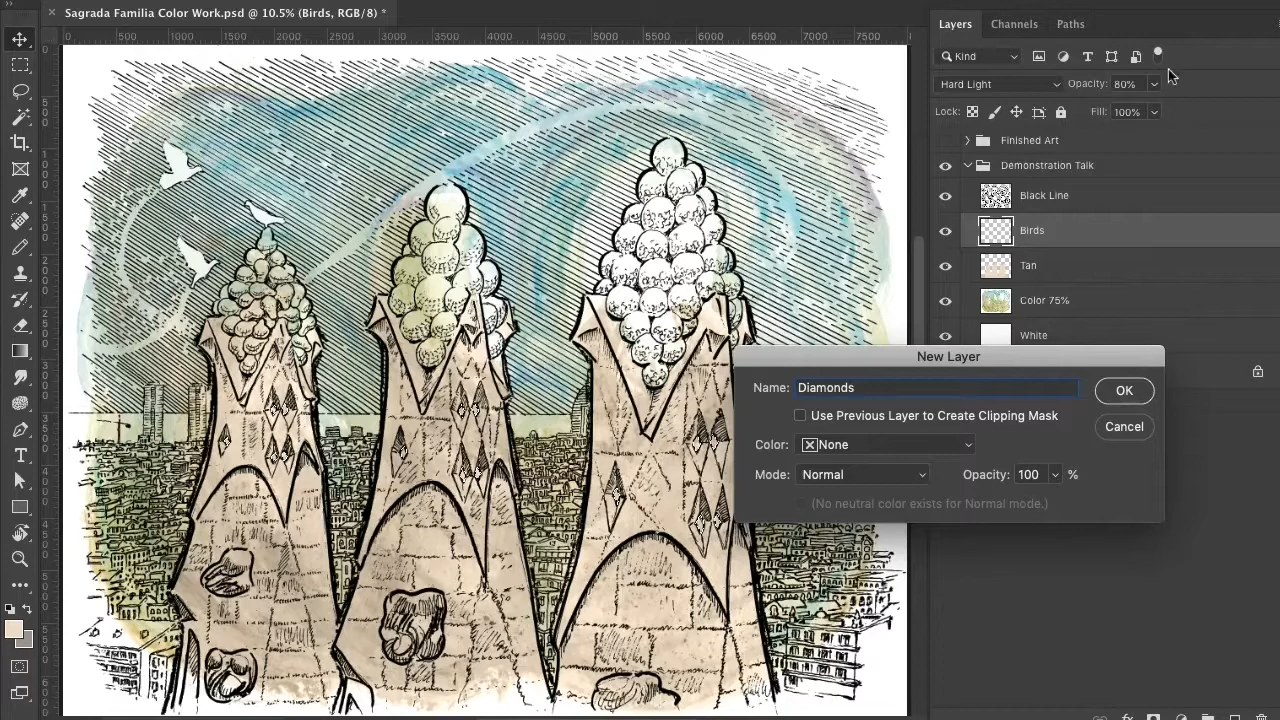 Sagrada Familia Color Work.psd @ 10.5% (Birds, RGB/8) *
Layers
Channels
Paths
0
500
1000
1500
2000
2500
3000
3500
4000
4500
5000
5500
6000
6500
7000
7500
Kind
Hard Light
Opacity: 80%
Lock:
Fill: 100%
Finished Art
Demonstration Talk
Black Line
Birds
Tan
Color 75%
White
New Layer
Name: Diamonds
OK
Use Previous Layer to Create Clipping Mask
Cancel
Color: None
Mode: Normal
Opacity: 100 %
(No neutral color exists for Normal mode.)